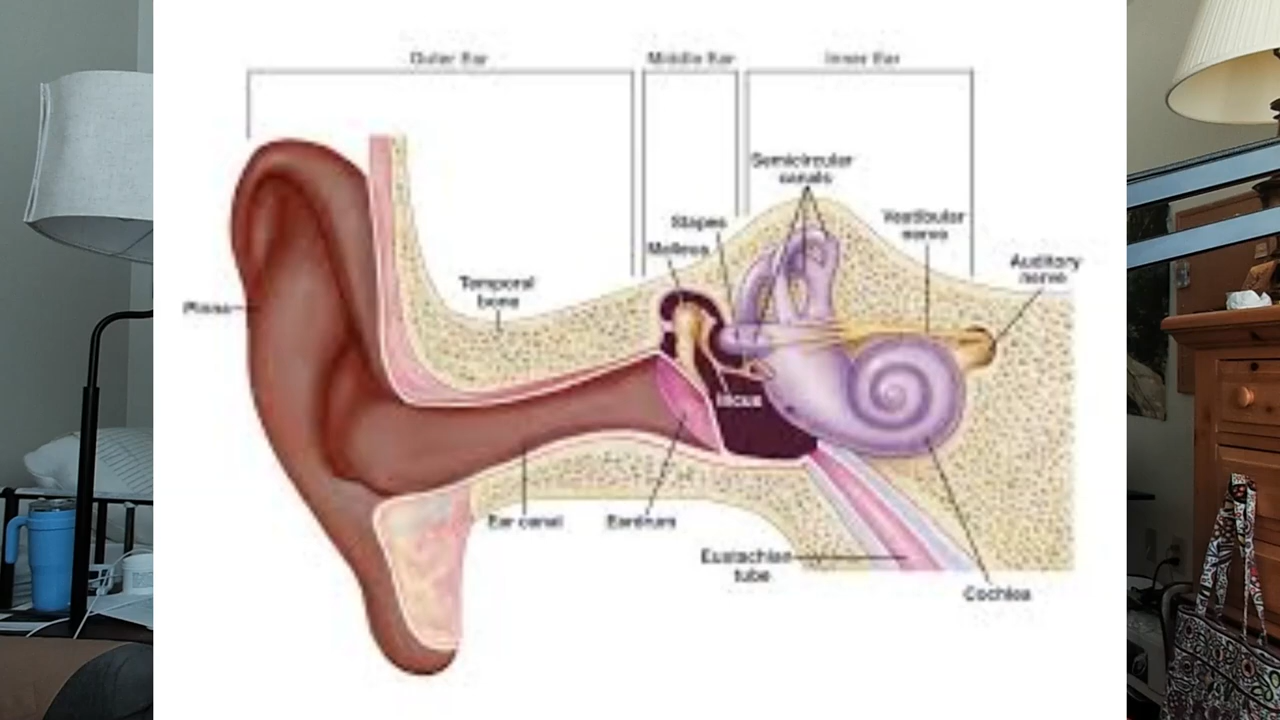 Outer Ear
Middle Ear
Inner Ear
Semicircular
canals
Stapes
Vestibular
nerve
Malleus
Auditory
nerve
Temporal
bone
Pinna
Incus
Ear canal
Eardrum
Eustachian
tube
Cochlea